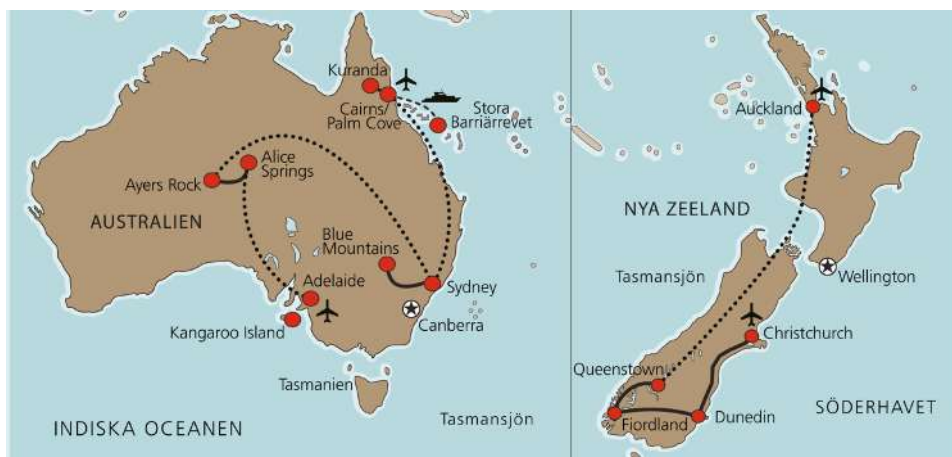 Kuranda
Cairns/
Palm Cove
Stora
Barriärrevet
Alice
Springs
Ayers Rock
AUSTRALIEN
Blue
Mountains
Adelaide
Sydney
Kangaroo Island
Canberra
Tasmanien
INDISKA OCEANEN
Tasmansjön
Auckland
NYA ZEELAND
Tasmansjön
Wellington
Christchurch
Queenstown
Fiordland
Dunedin
SÖDERHAVET